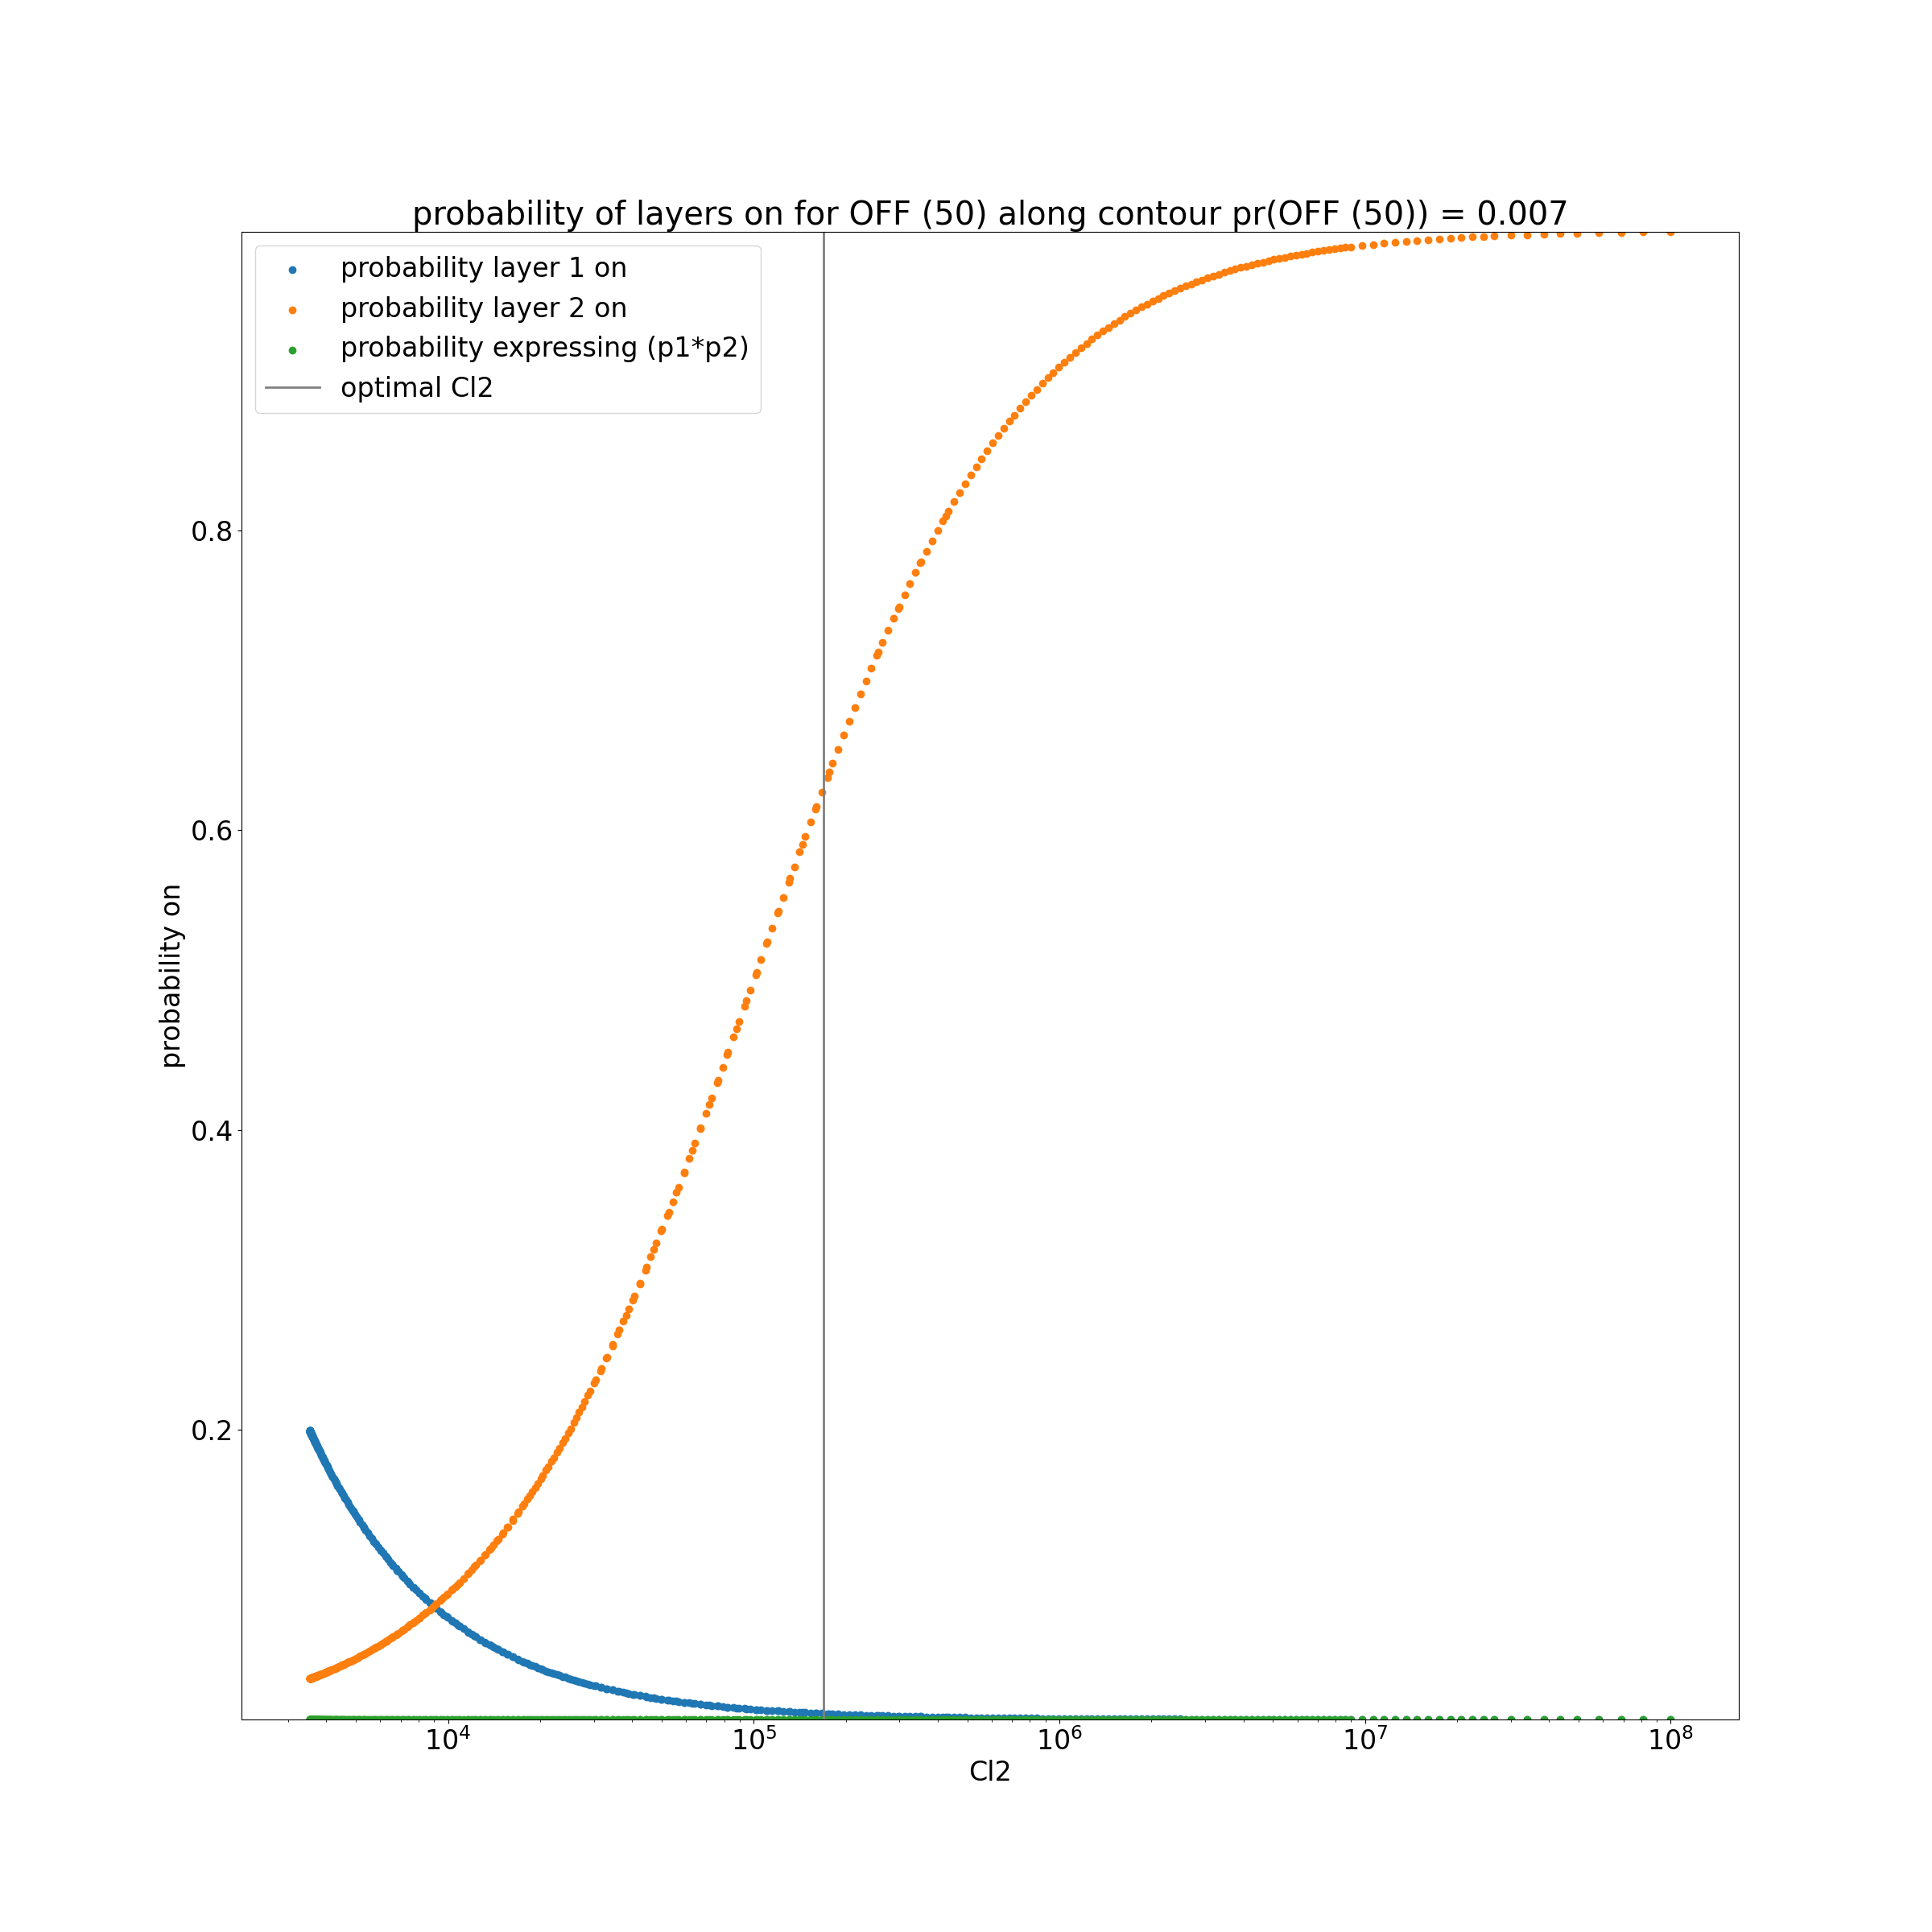 probability of layers on for OFF (50) along contour pr(OFF (50)) = 0.007
probability layer 1 on
probability layer 2 on
probability expressing (p1*p2)
optimal Cl2
probability on
0.8
0.6
0.4
0.2
10⁴ 10⁵ 10⁶ 10⁷ 10⁸
Cl2